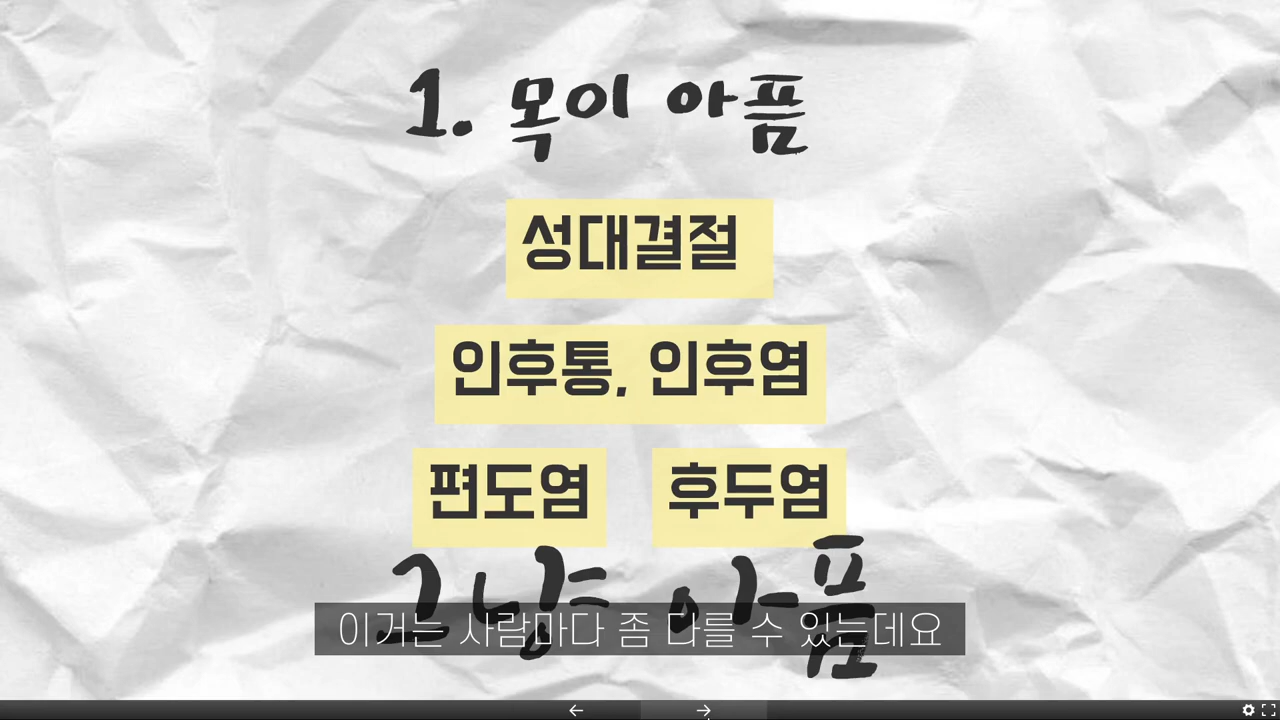 1. 목이 아픔
성대결절
인후통, 인후염
편도염 후두염
그냥 아픔
이거는 사람마다 좀 다를 수 있는데요